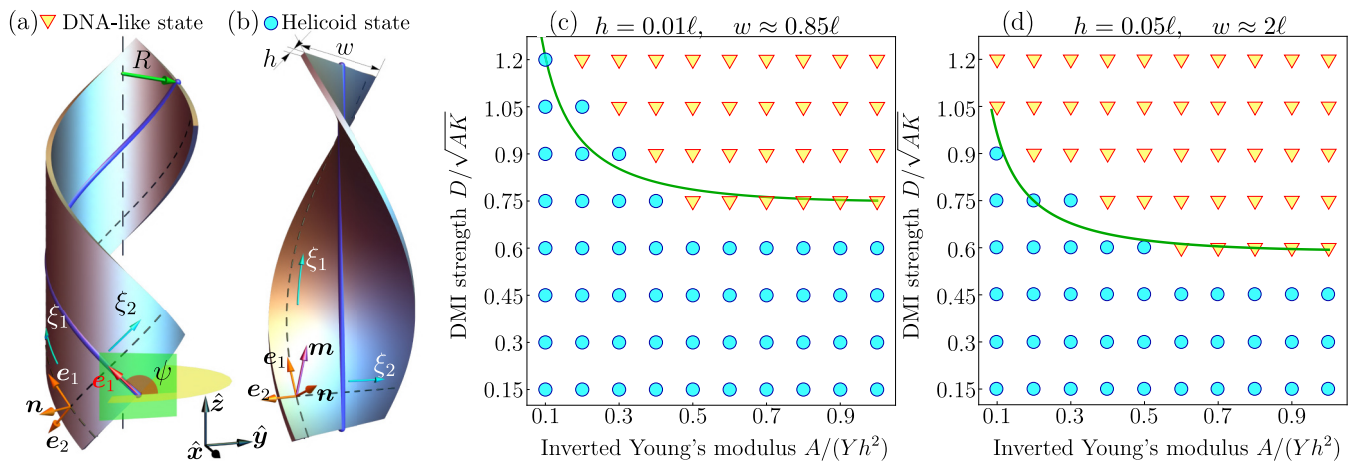 (a) DNA-like state (b) Helicoid state
R
ξ₁
ξ₂
e₁
e₁
ψ
n
e₂
ẑ
x̂
ŷ
h
w
ξ₁
m
e₁
e₂
n
ξ₂
(c) h = 0.01ℓ, w ≈ 0.85ℓ
DMI strength D/√AK
1.2
1.05
0.9
0.75
0.6
0.45
0.3
0.15
0.1 0.3 0.5 0.7 0.9
Inverted Young's modulus A/(Yh²)
(d) h = 0.05ℓ, w ≈ 2ℓ
DMI strength D/√AK
1.2
1.05
0.9
0.75
0.6
0.45
0.3
0.15
0.1 0.3 0.5 0.7 0.9
Inverted Young's modulus A/(Yh²)